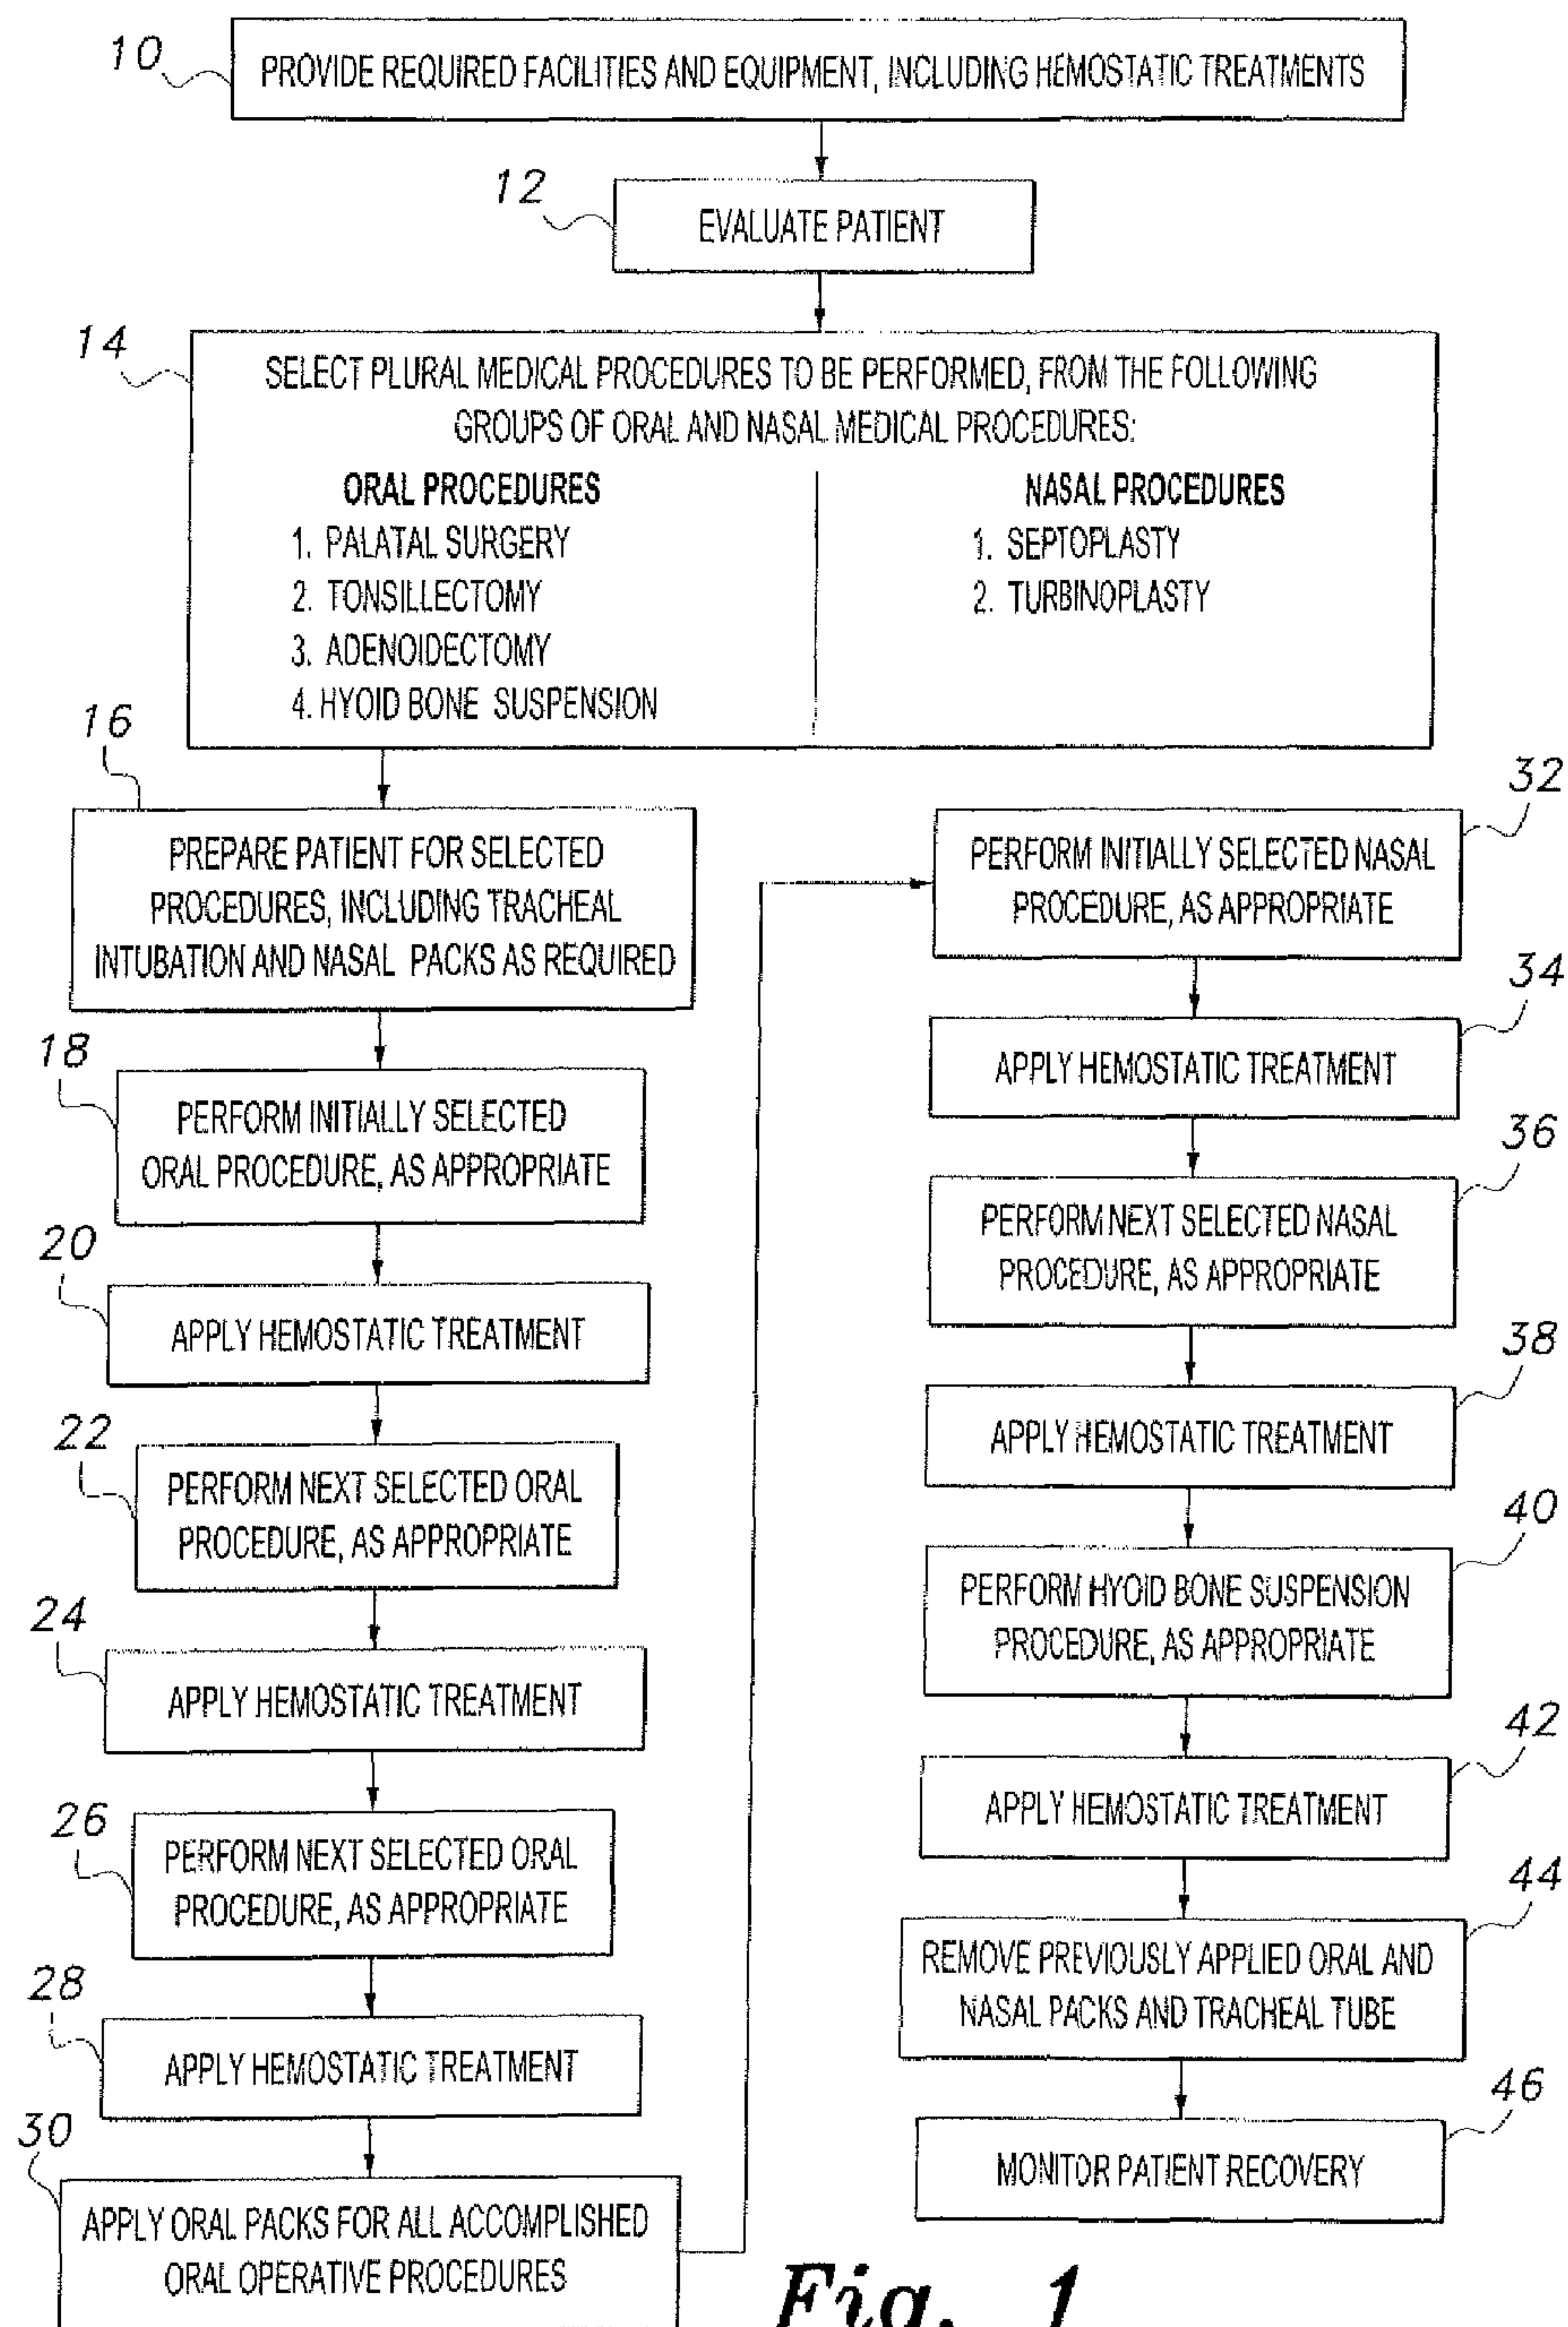 10
PROVIDE REQUIRED FACILITIES AND EQUIPMENT, INCLUDING HEMOSTATIC TREATMENTS
12
EVALUATE PATIENT
14
SELECT PLURAL MEDICAL PROCEDURES TO BE PERFORMED, FROM THE FOLLOWING
GROUPS OF ORAL AND NASAL MEDICAL PROCEDURES:
ORAL PROCEDURES
1. PALATAL SURGERY
2. TONSILLECTOMY
3. ADENOIDECTOMY
4. HYOID BONE SUSPENSION
NASAL PROCEDURES
1. SEPTOPLASTY
2. TURBINOPLASTY
16
PREPARE PATIENT FOR SELECTED
PROCEDURES, INCLUDING TRACHEAL
INTUBATION AND NASAL PACKS AS REQUIRED
18
PERFORM INITIALLY SELECTED
ORAL PROCEDURE, AS APPROPRIATE
20
APPLY HEMOSTATIC TREATMENT
22
PERFORM NEXT SELECTED ORAL
PROCEDURE, AS APPROPRIATE
24
APPLY HEMOSTATIC TREATMENT
26
PERFORM NEXT SELECTED ORAL
PROCEDURE, AS APPROPRIATE
28
APPLY HEMOSTATIC TREATMENT
30
APPLY ORAL PACKS FOR ALL ACCOMPLISHED
ORAL OPERATIVE PROCEDURES
32
PERFORM INITIALLY SELECTED NASAL
PROCEDURE, AS APPROPRIATE
34
APPLY HEMOSTATIC TREATMENT
36
PERFORM NEXT SELECTED NASAL
PROCEDURE, AS APPROPRIATE
38
APPLY HEMOSTATIC TREATMENT
40
PERFORM HYOID BONE SUSPENSION
PROCEDURE, AS APPROPRIATE
42
APPLY HEMOSTATIC TREATMENT
44
REMOVE PREVIOUSLY APPLIED ORAL AND
NASAL PACKS AND TRACHEAL TUBE
46
MONITOR PATIENT RECOVERY
Fig. 1